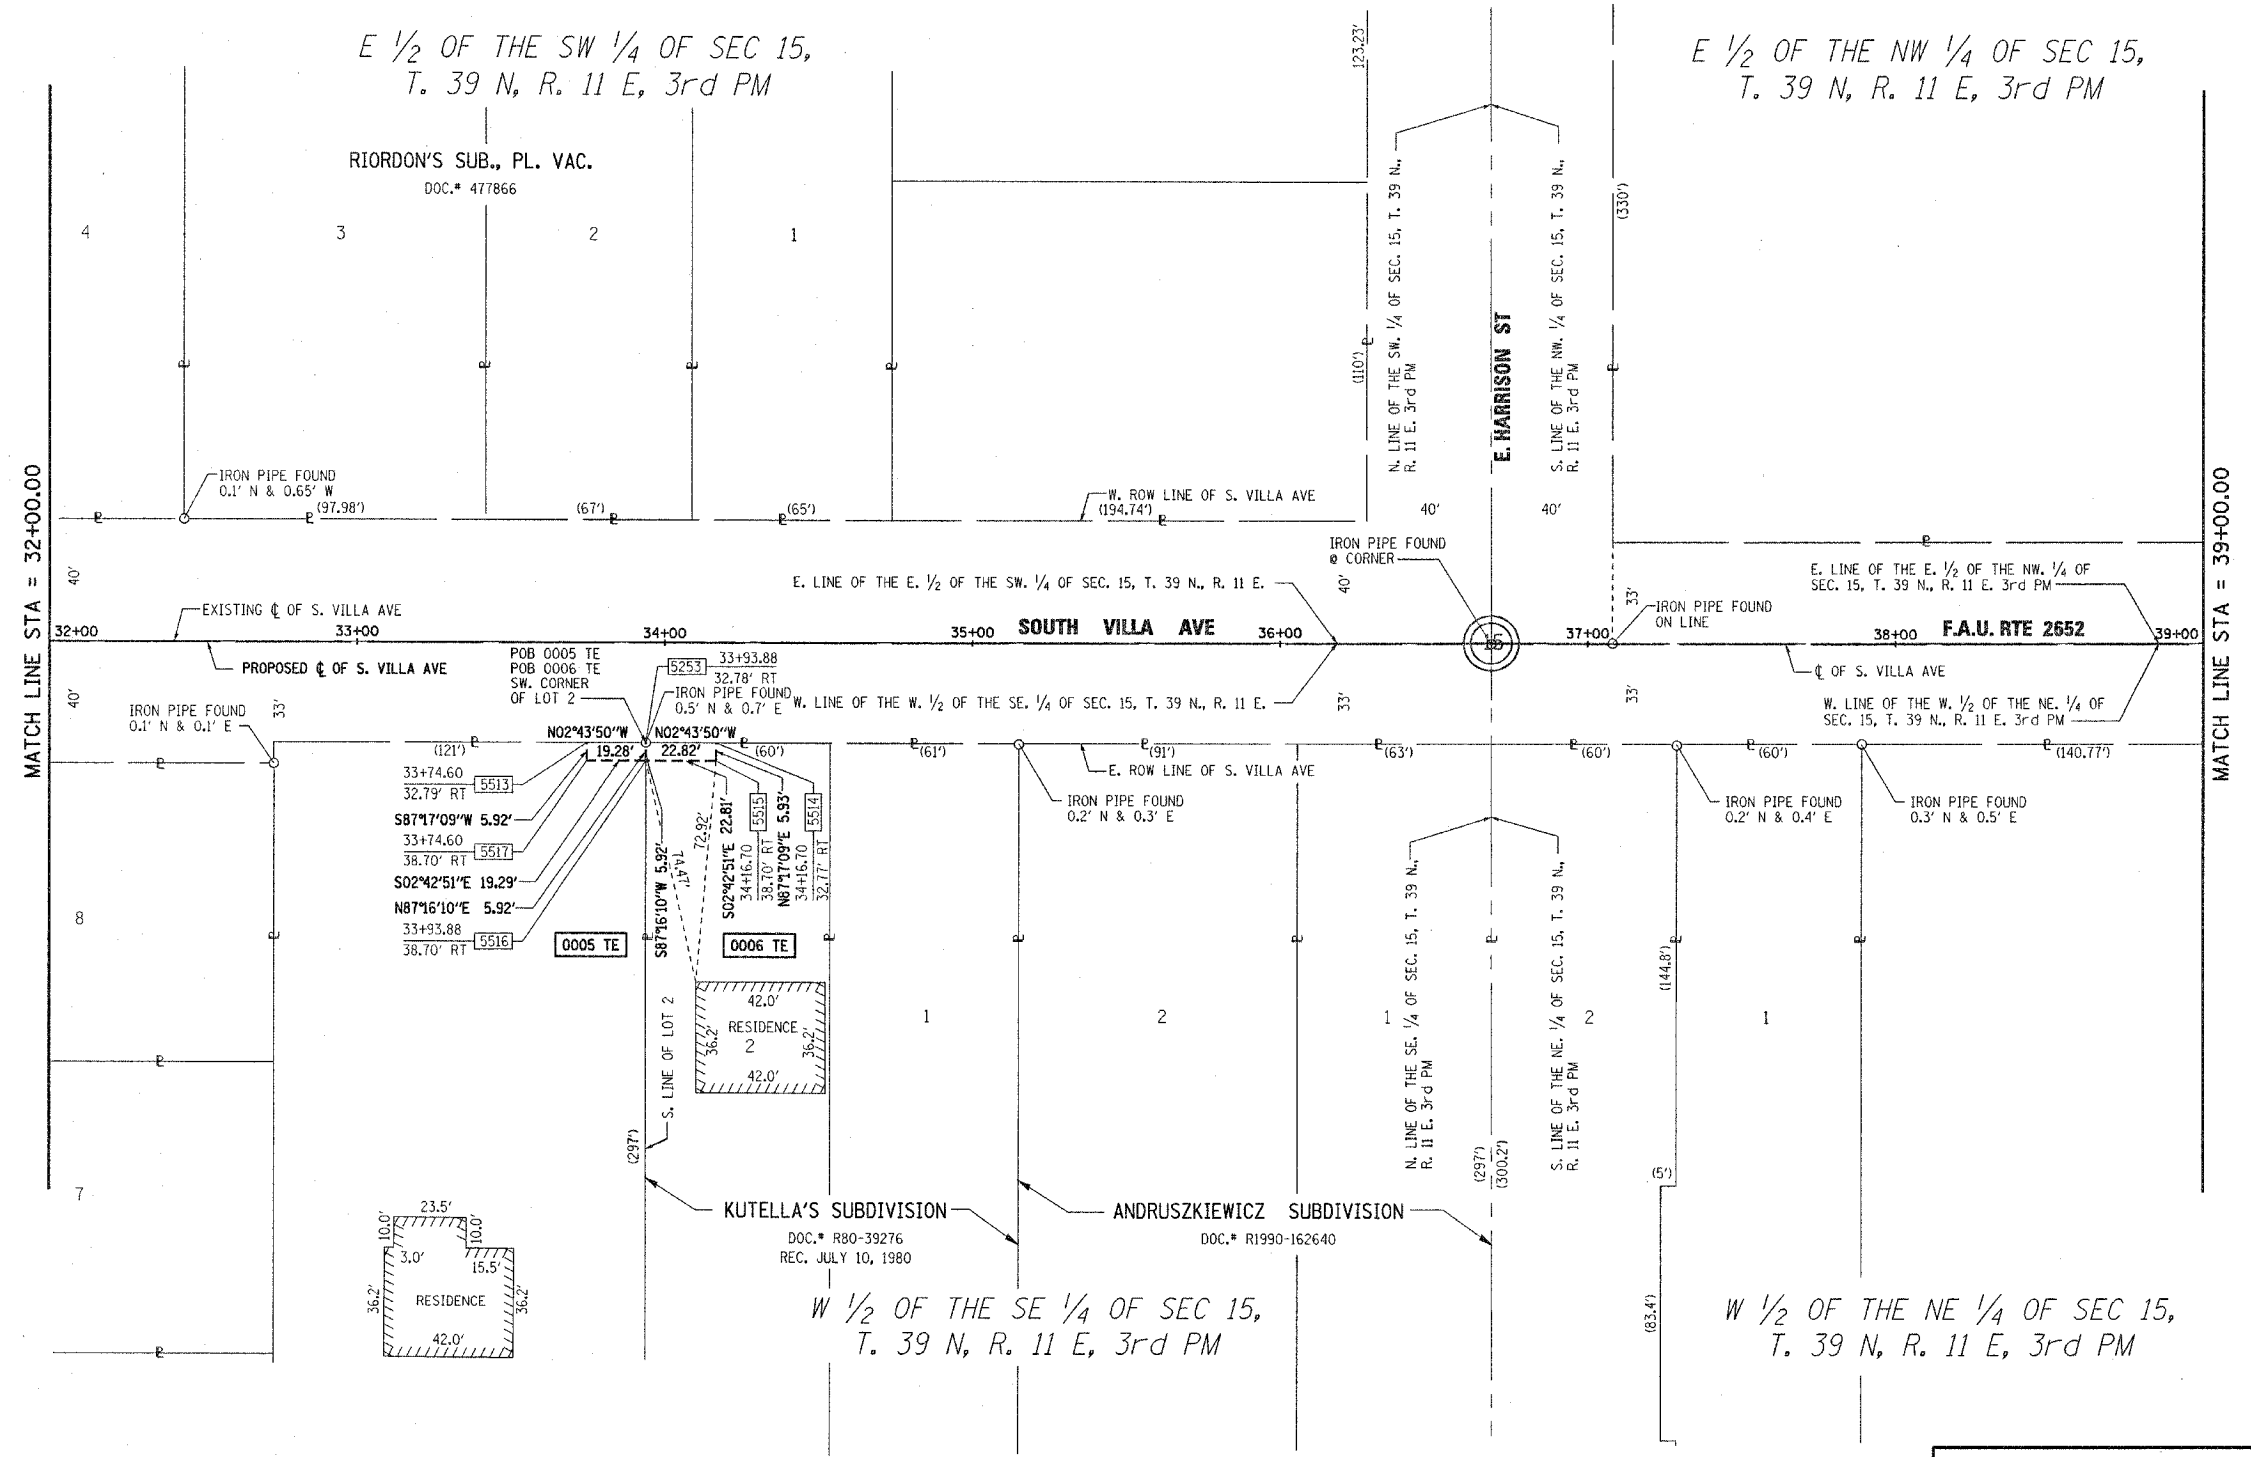 E 1/2 OF THE SW 1/4 OF SEC 15,
T. 39 N, R. 11 E, 3rd PM
E 1/2 OF THE NW 1/4 OF SEC 15,
T. 39 N, R. 11 E, 3rd PM
RIORDON'S SUB., PL. VAC.
DOC.# 477866
4
3
2
1
123.23'
(110')
(330')
N. LINE OF THE SW. 1/4 OF SEC. 15, T. 39 N.,
R. 11 E. 3rd PM
E. HARRISON ST
S. LINE OF THE NW. 1/4 OF SEC. 15, T. 39 N.,
R. 11 E. 3rd PM
MATCH LINE STA = 32+00.00
MATCH LINE STA = 39+00.00
IRON PIPE FOUND
0.1' N & 0.65' W
(97.98')
(67')
(65')
W. ROW LINE OF S. VILLA AVE
(194.74')
40'
40'
IRON PIPE FOUND
@ CORNER
40'
E. LINE OF THE E. 1/2 OF THE SW. 1/4 OF SEC. 15, T. 39 N., R. 11 E.
40'
33'
E. LINE OF THE E. 1/2 OF THE NW. 1/4 OF
SEC. 15, T. 39 N., R. 11 E. 3rd PM
EXISTING ℄ OF S. VILLA AVE
IRON PIPE FOUND
ON LINE
32+00
33+00
34+00
35+00
SOUTH VILLA AVE
36+00
15
37+00
38+00
F.A.U. RTE 2652
39+00
PROPOSED ℄ OF S. VILLA AVE
℄ OF S. VILLA AVE
POB 0005 TE
POB 0006 TE
SW. CORNER
OF LOT 2
5253
33+93.88
32.78' RT
IRON PIPE FOUND
0.5' N & 0.7' E
W. LINE OF THE W. 1/2 OF THE SE. 1/4 OF SEC. 15, T. 39 N., R. 11 E.
40'
33'
33'
33'
W. LINE OF THE W. 1/2 OF THE NE. 1/4 OF
SEC. 15, T. 39 N., R. 11 E. 3rd PM
IRON PIPE FOUND
0.1' N & 0.1' E
N02°43'50"W
N02°43'50"W
(121')
19.28'
22.82'
(60')
(61')
(91')
(63')
(60')
(60')
(140.77')
E. ROW LINE OF S. VILLA AVE
33+74.60
32.79' RT
5513
S87°17'09"W 5.92'
33+74.60
38.70' RT
5517
S02°42'51"E 19.29'
N87°16'10"E 5.92'
33+93.88
38.70' RT
5516
S87°16'10"W 5.92'
74.47'
72.92'
S02°42'51"E 22.81'
34+16.70
38.70' RT
5515
N87°17'09"E 5.93'
34+16.70
32.77' RT
5514
IRON PIPE FOUND
0.2' N & 0.3' E
IRON PIPE FOUND
0.2' N & 0.4' E
IRON PIPE FOUND
0.3' N & 0.5' E
0005 TE
0006 TE
8
42.0'
RESIDENCE
2
36.2'
36.2'
42.0'
S. LINE OF LOT 2
(297')
1
2
1
2
1
N. LINE OF THE SE. 1/4 OF SEC. 15, T. 39 N.,
R. 11 E. 3rd PM
S. LINE OF THE NE. 1/4 OF SEC. 15, T. 39 N.,
R. 11 E. 3rd PM
(297')
(300.2')
(144.8')
(5')
(83.4')
7
23.5'
10.0'
10.0'
3.0'
15.5'
36.2'
RESIDENCE
36.2'
42.0'
KUTELLA'S SUBDIVISION
DOC.# R80-39276
REC. JULY 10, 1980
ANDRUSZKIEWICZ SUBDIVISION
DOC.# R1990-162640
W 1/2 OF THE SE 1/4 OF SEC 15,
T. 39 N, R. 11 E, 3rd PM
W 1/2 OF THE NE 1/4 OF SEC 15,
T. 39 N, R. 11 E, 3rd PM